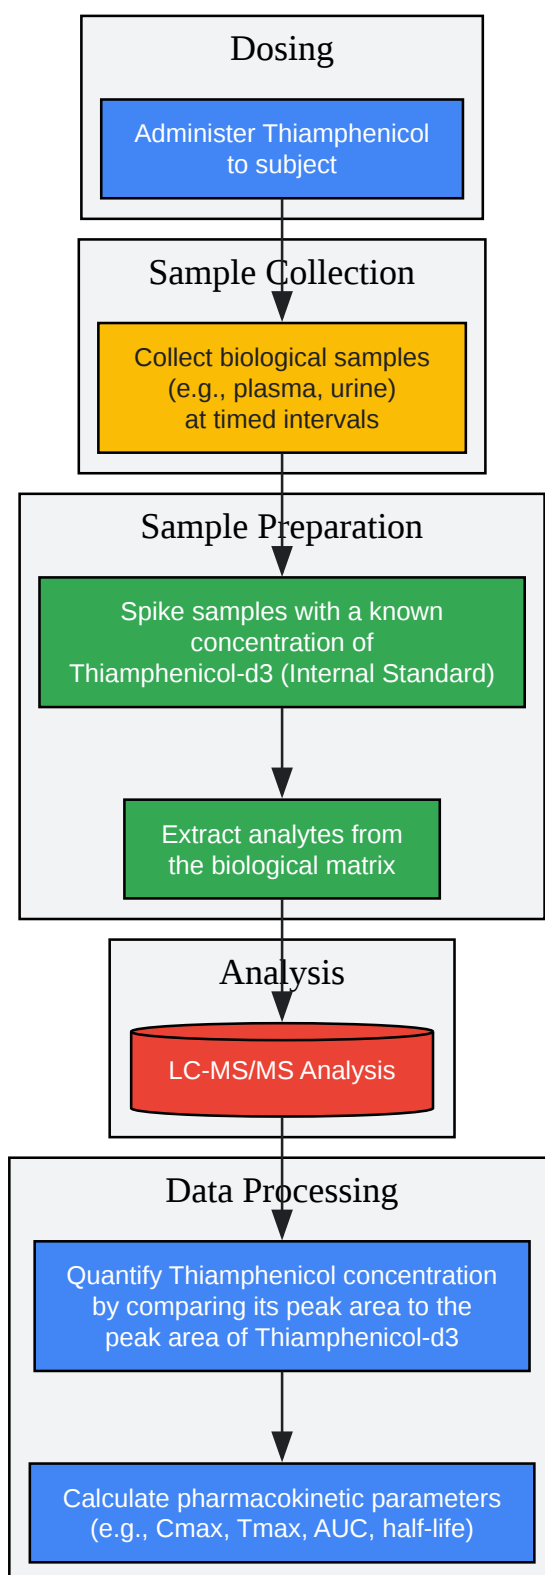 Dosing
Administer Thiamphenicol
to subject
Sample Collection
Collect biological samples
(e.g., plasma, urine)
at timed intervals
Sample Preparation
Spike samples with a known
concentration of
Thiamphenicol-d3 (Internal Standard)
Extract analytes from
the biological matrix
Analysis
LC-MS/MS Analysis
Data Processing
Quantify Thiamphenicol concentration
by comparing its peak area to the
peak area of Thiamphenicol-d3
Calculate pharmacokinetic parameters
(e.g., Cmax, Tmax, AUC, half-life)